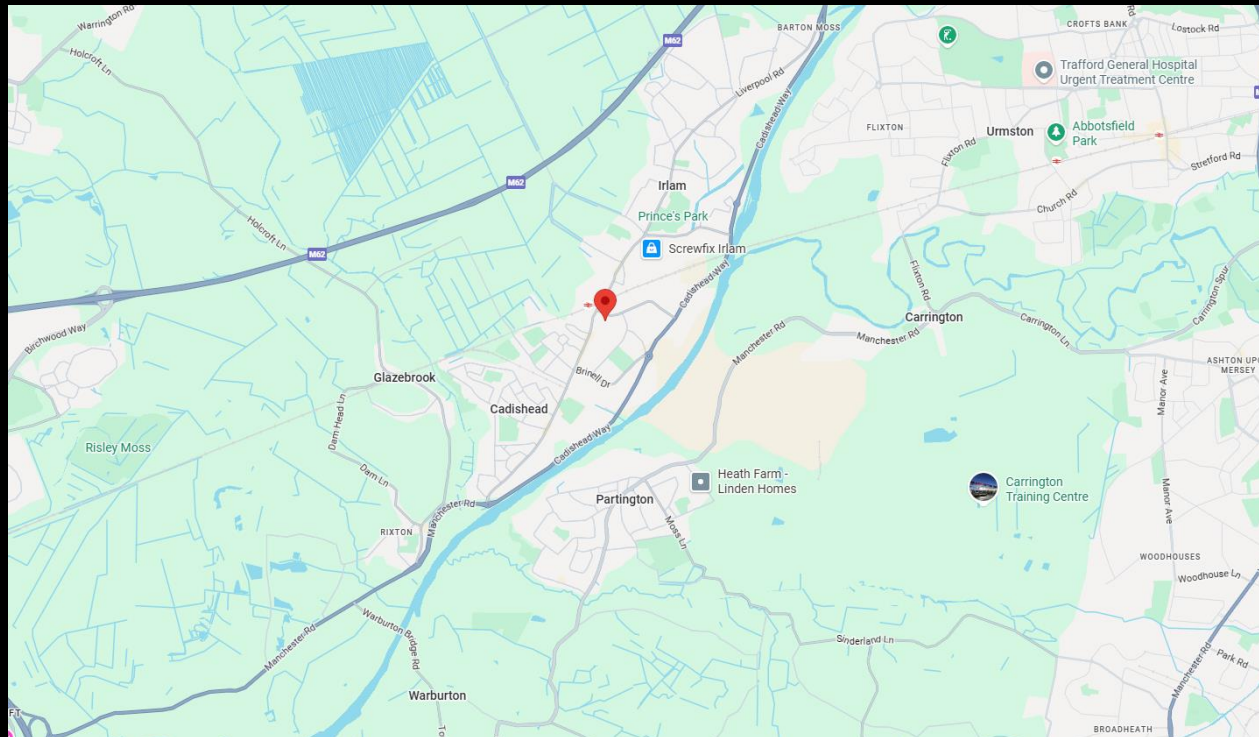 Warrington Rd
Holcroft Ln
M62
BARTON MOSS
CROFTS BANK
Lostock Rd
Liverpool Rd
Cadishead Way
Trafford General Hospital
Urgent Treatment Centre
FLIXTON
Urmston
Abbotsfield
Park
Flixton Rd
Stretford Rd
M62
Irlam
Prince's Park
Church Rd
Holcroft Ln
M62
Screwfix Irlam
Cadishead Way
Flixton Rd
Carrington Spur
Birchwood Way
Carrington
Manchester Rd
Manchester Rd
Carrington Ln
ASHTON UPO
MERSEY
Glazebrook
Brinell Dr
Manor Ave
Cadishead
Dam Head Ln
Cadishead Way
Risley Moss
Dam Ln
Heath Farm -
Linden Homes
Carrington
Training Centre
Partington
Manchester Rd
Moss Ln
Manor Ave
RIXTON
WOODHOUSES
Woodhouse Ln
Warburton Bridge Rd
Manchester Rd
Sinderland Ln
Park Rd
Manchester Rd
Warburton
FT
To
BROADHEATH